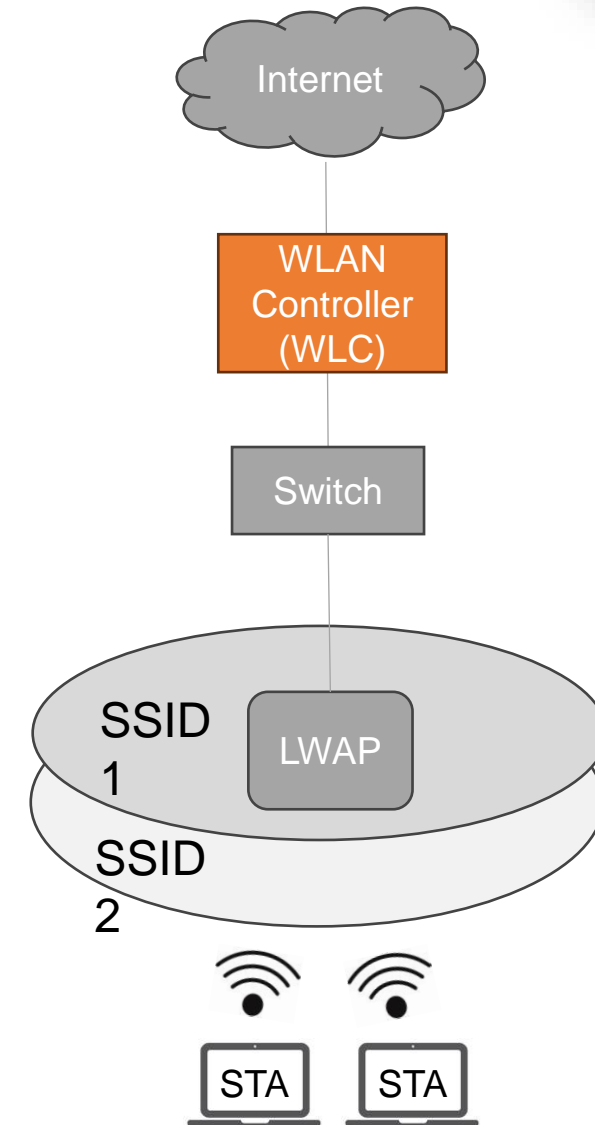 Internet
WLAN
Controller
(WLC)
Switch
SSID
1
LWAP
SSID
2
STA
STA